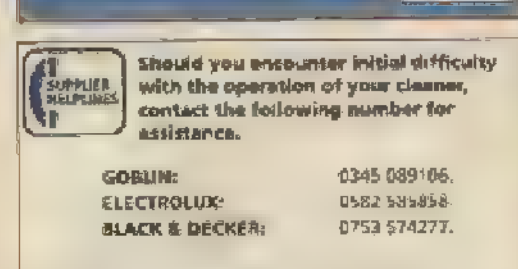 SUPPLIER
HELPLINES
Should you encounter initial difficulty
with the operation of your cleaner,
contact the following number for
assistance.
GOBLIN: 0345 089106.
ELECTROLUX: 0582 585858.
BLACK & DECKER: 0753 574277.